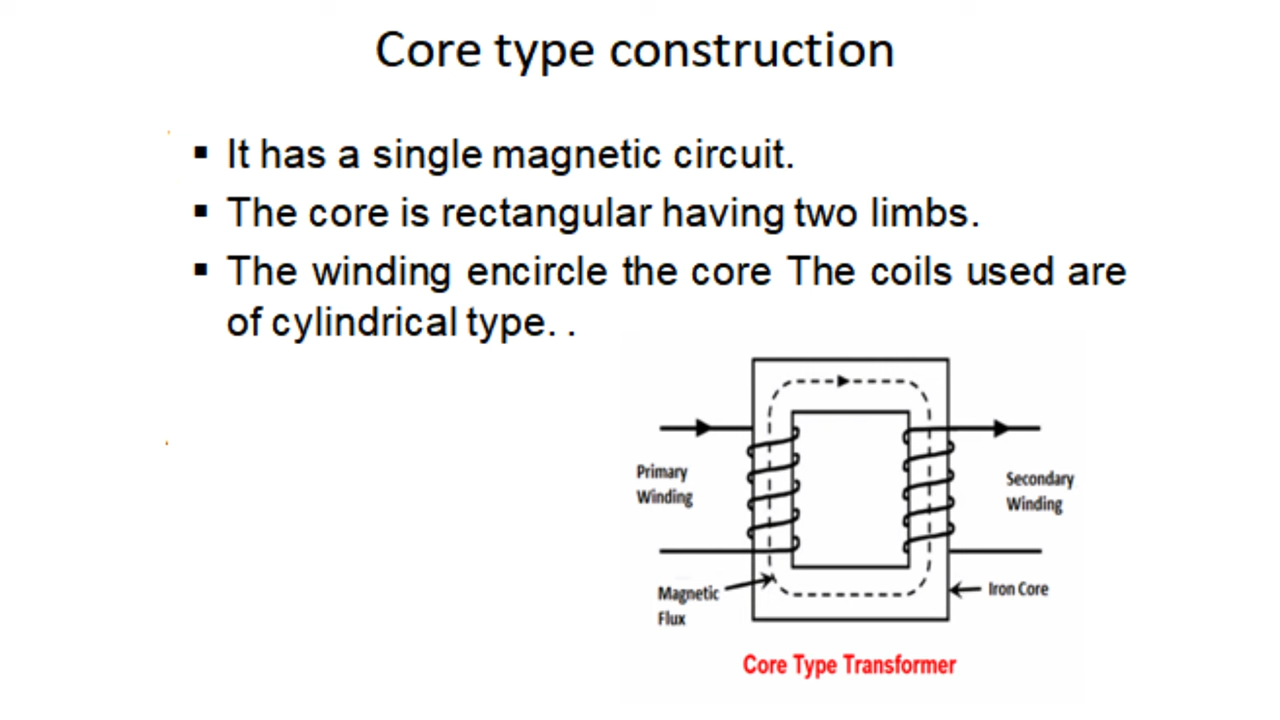 Core type construction
▪ It has a single magnetic circuit.
▪ The core is rectangular having two limbs.
▪ The winding encircle the core The coils used are
of cylindrical type. .
Primary
Winding
Secondary
Winding
Magnetic
Flux
Iron Core
Core Type Transformer